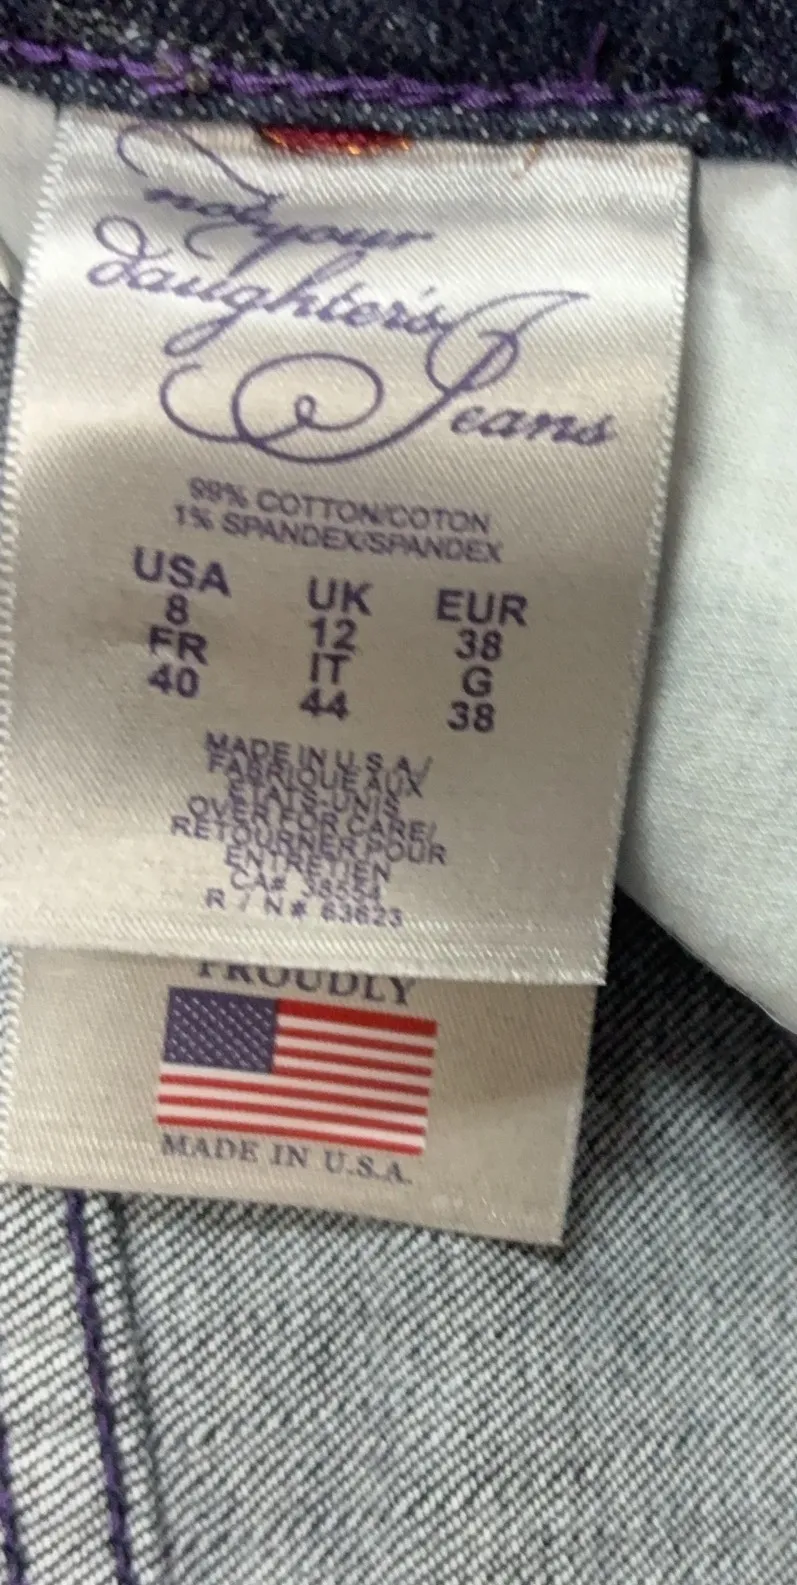 not your
daughter's
Jeans
99% COTTON/COTON
1% SPANDEX/SPANDEX
USA UK EUR
8 12 38
FR IT G
40 44 38
MADE IN U.S.A/
FABRIQUE AUX
ETATS-UNIS
OVER FOR CARE/
RETOURNER POUR
ENTRETIEN
CA#
R / N # 63623
PROUDLY
MADE IN U.S.A.